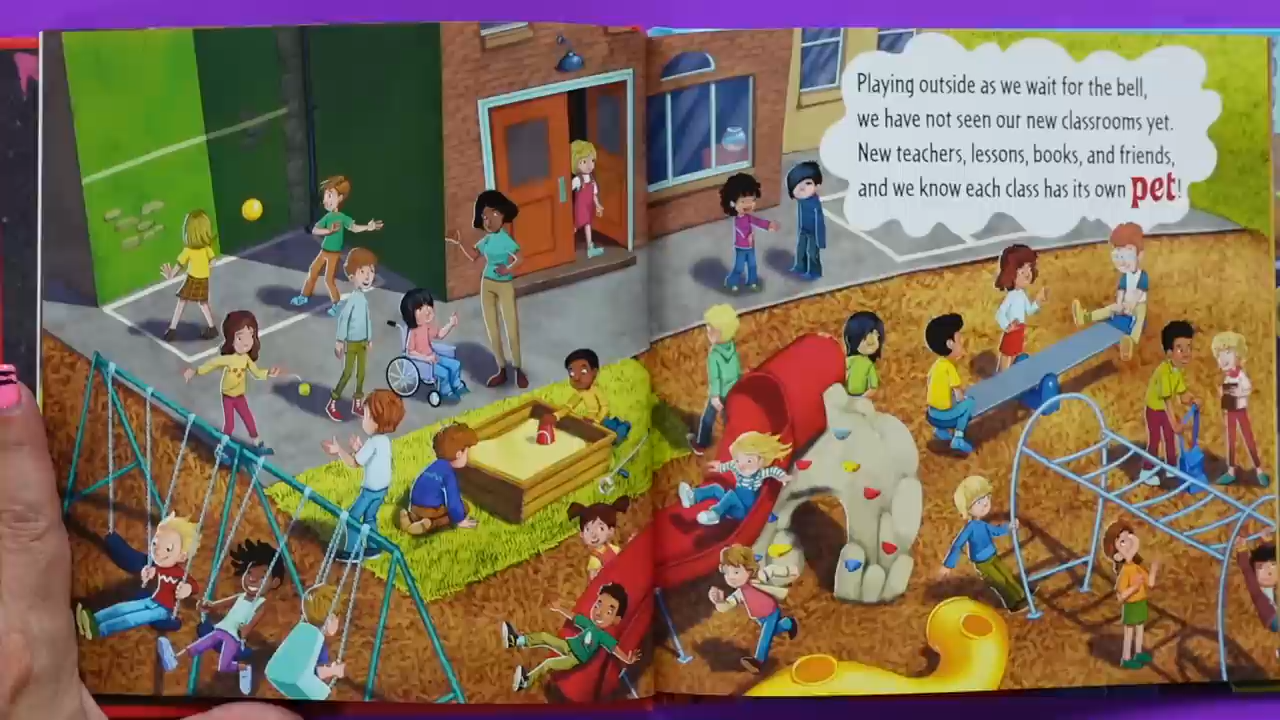 Playing outside as we wait for the bell,
we have not seen our new classrooms yet.
New teachers, lessons, books, and friends,
and we know each class has its own pet!